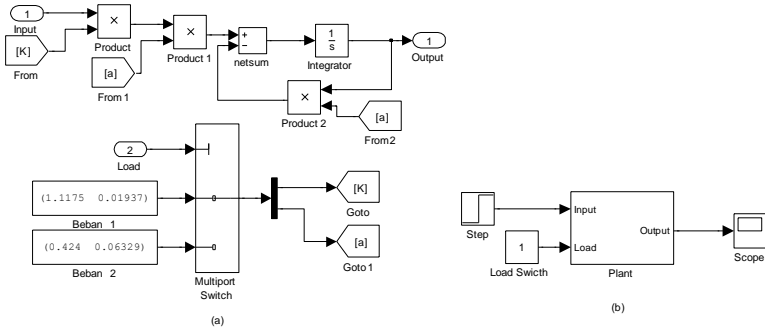 1
Input
[K]
From
×
Product
[a]
From 1
×
Product 1
+
−
netsum
1
s
Integrator
1
Output
×
Product 2
[a]
From2
2
Load
(1.1175 0.01937)
Beban 1
(0.424 0.06329)
Beban 2
Multiport
Switch
[K]
Goto
[a]
Goto 1
(a)
Step
1
Load Swicth
Input
Load
Output
Plant
Scope
(b)